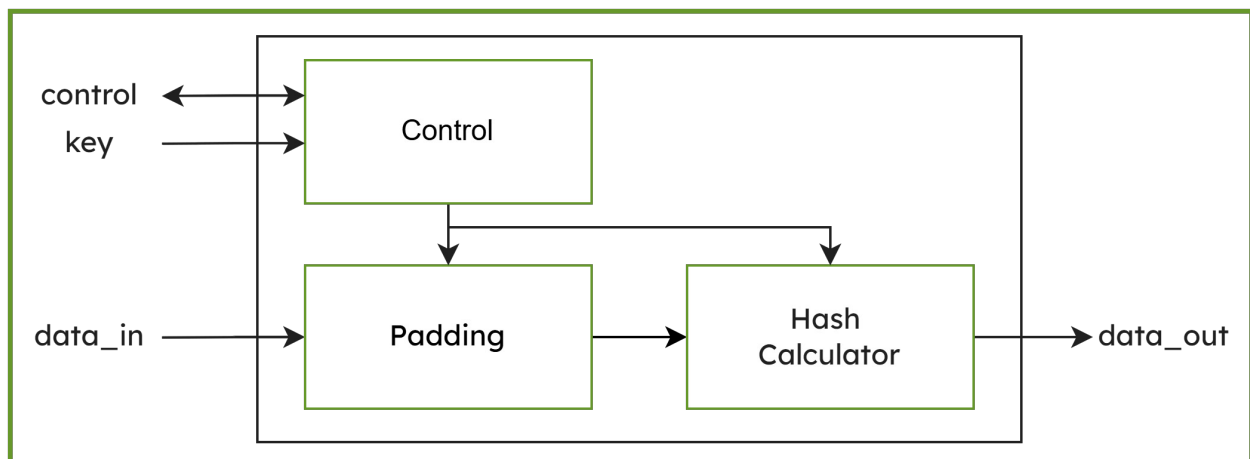 control
key
Control
data_in
Padding
Hash
Calculator
data_out